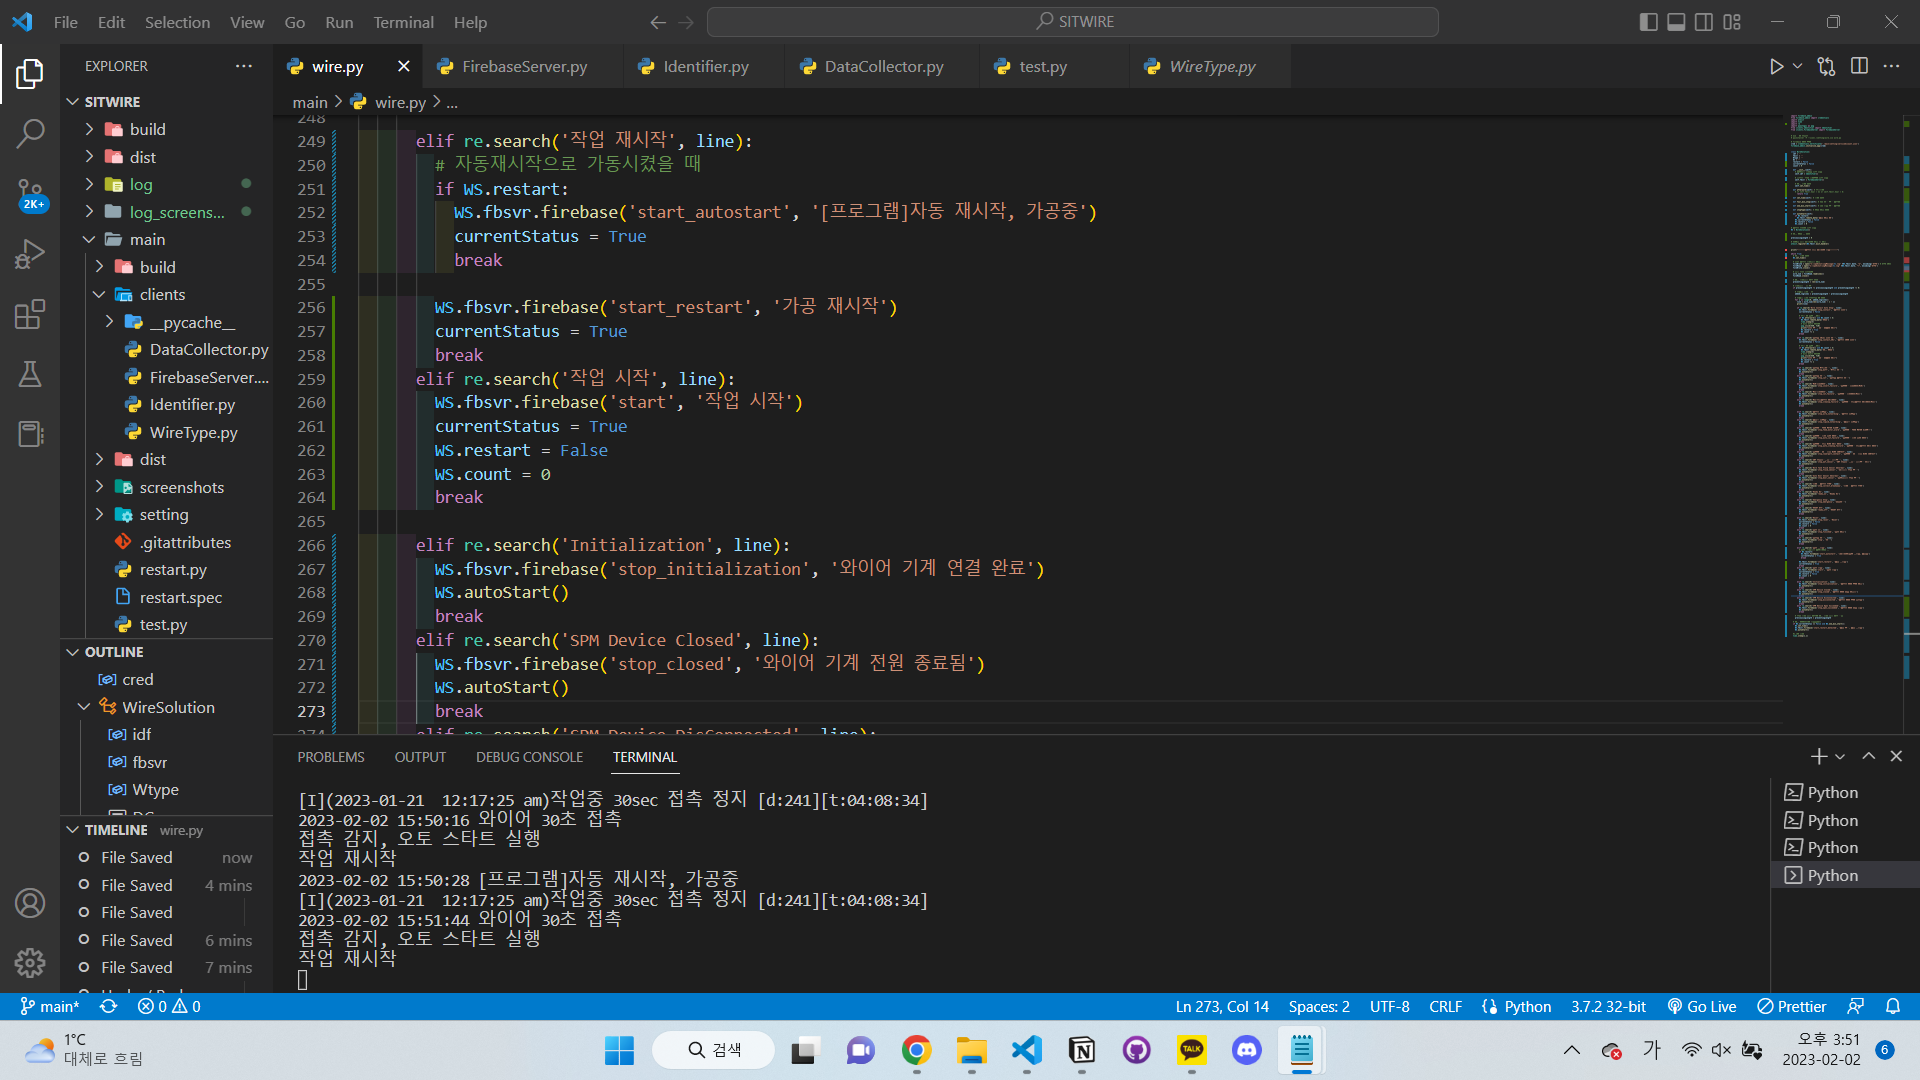 File Edit Selection View Go Run Terminal Help
SITWIRE
EXPLORER
SITWIRE
build
dist
log
log_screens...
main
build
clients
__pycache__
DataCollector.py
FirebaseServer....
Identifier.py
WireType.py
dist
screenshots
setting
.gitattributes
restart.py
restart.spec
test.py
OUTLINE
cred
WireSolution
idf
fbsvr
Wtype
TIMELINE wire.py
File Saved now
File Saved 4 mins
File Saved
File Saved 6 mins
File Saved 7 mins
2K+
wire.py FirebaseServer.py Identifier.py DataCollector.py test.py WireType.py
main > wire.py > ...
248
249 elif re.search('작업 재시작', line):
250 # 자동재시작으로 가동시켰을 때
251 if WS.restart:
252 WS.fbsvr.firebase('start_autostart', '[프로그램]자동 재시작, 가공중')
253 currentStatus = True
254 break
255
256 WS.fbsvr.firebase('start_restart', '가공 재시작')
257 currentStatus = True
258 break
259 elif re.search('작업 시작', line):
260 WS.fbsvr.firebase('start', '작업 시작')
261 currentStatus = True
262 WS.restart = False
263 WS.count = 0
264 break
265
266 elif re.search('Initialization', line):
267 WS.fbsvr.firebase('stop_initialization', '와이어 기계 연결 완료')
268 WS.autoStart()
269 break
270 elif re.search('SPM Device Closed', line):
271 WS.fbsvr.firebase('stop_closed', '와이어 기계 전원 종료됨')
272 WS.autoStart()
273 break
274 elif re.search('SPM Device DisConnected', line):
PROBLEMS OUTPUT DEBUG CONSOLE TERMINAL
[I](2023-01-21  12:17:25 am)작업중 30sec 접촉 정지 [d:241][t:04:08:34]
2023-02-02 15:50:16 와이어 30초 접촉
접촉 감지, 오토 스타트 실행
작업 재시작
2023-02-02 15:50:28 [프로그램]자동 재시작, 가공중
[I](2023-01-21  12:17:25 am)작업중 30sec 접촉 정지 [d:241][t:04:08:34]
2023-02-02 15:51:44 와이어 30초 접촉
접촉 감지, 오토 스타트 실행
작업 재시작
Python
Python
Python
Python
main* 0 0 Ln 273, Col 14 Spaces: 2 UTF-8 CRLF Python 3.7.2 32-bit Go Live Prettier
1°C
대체로 흐림
검색
TALK
가
오후 3:51
2023-02-02
6